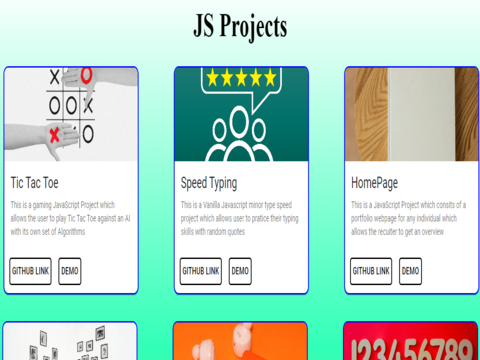 JS Projects
Tic Tac Toe
This is a gaming JavaScript Project which
allows the user to play Tic Tac Toe against an AI
with its own set of Algorithms
GITHUB LINK
DEMO
Speed Typing
This is a Vanilla Javascript minor type speed
project which allows user to pratice their typing
skills with random quotes
GITHUB LINK
DEMO
HomePage
This is a JavaScript Project which consits of a
portfolio webpage for any individual which
allows the recuiter to get an overview
GITHUB LINK
DEMO
123456789